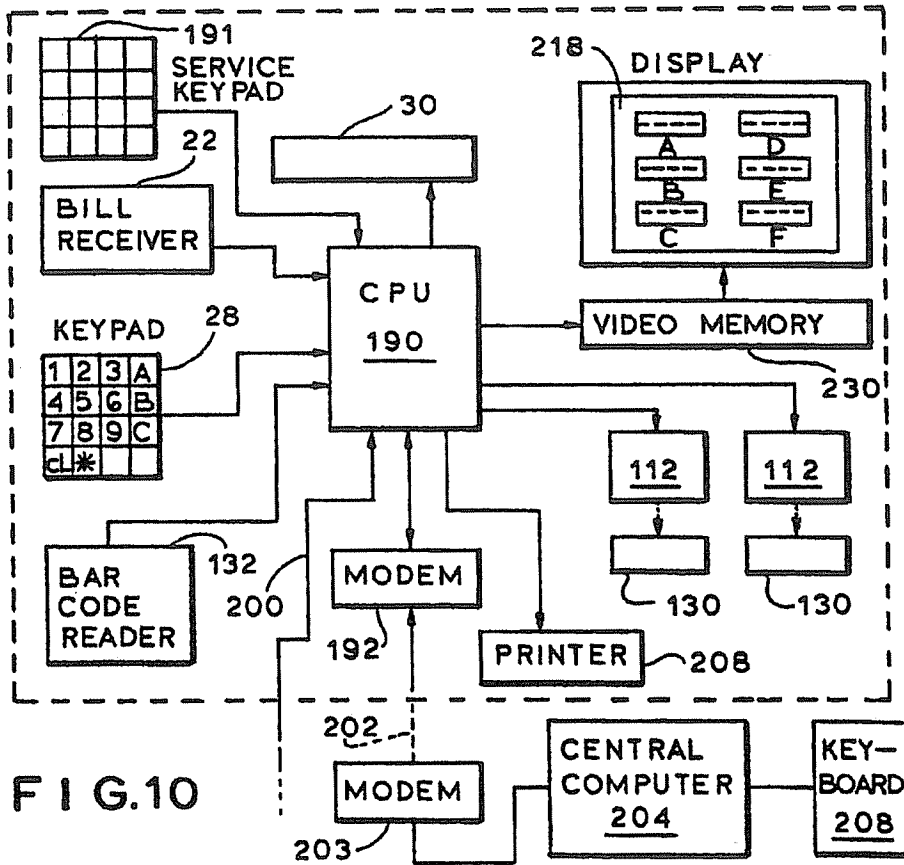 191
SERVICE
KEYPAD
30
218
DISPLAY
A
D
B
E
C
F
22
BILL
RECEIVER
CPU
190
VIDEO MEMORY
230
KEYPAD
28
1 2 3 A
4 5 6 B
7 8 9 C
CL *
112
112
BAR
CODE
READER
132
200
MODEM
192
130
130
PRINTER
208
202
FIG.10
MODEM
203
CENTRAL
COMPUTER
204
KEY-
BOARD
208